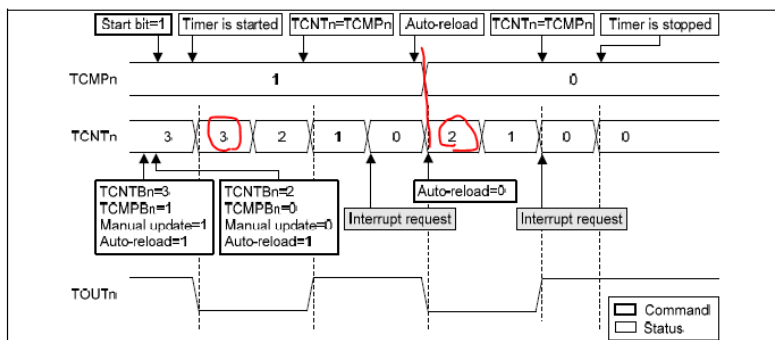 Start bit=1 Timer is started TCNTn=TCMPn Auto-reload TCNTn=TCMPn Timer is stopped
TCMPn 1 0
TCNTn 3 3 2 1 0 2 1 0 0
TCNTBn=3
TCMPBn=1
Manual update=1
Auto-reload=1
TCNTBn=2
TCMPBn=0
Manual update=0
Auto-reload=1
Interrupt request
Auto-reload=0
Interrupt request
TOUTn
Command
Status